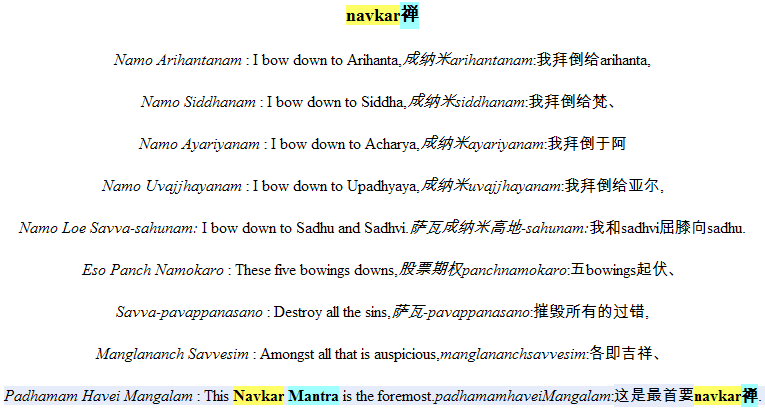 navkar禅
Namo Arihantanam : I bow down to Arihanta,成纳米arihantanam:我拜倒给arihanta,
Namo Siddhanam : I bow down to Siddha,成纳米siddhanam:我拜倒给梵、
Namo Ayariyanam : I bow down to Acharya,成纳米ayariyanam:我拜倒于阿
Namo Uvajjhayanam : I bow down to Upadhyaya,成纳米uvajjhayanam:我拜倒给亚尔,
Namo Loe Savva-sahunam: I bow down to Sadhu and Sadhvi.萨瓦成纳米高地-sahunam:我和sadhvi屈膝向sadhu.
Eso Panch Namokaro : These five bowings downs,股票期权panchnamokaro:五bowings起伏、
Savva-pavappanasano : Destroy all the sins,萨瓦-pavappanasano:摧毁所有的过错,
Manglananch Savvesim : Amongst all that is auspicious,manglananchsavvesim:各即吉祥、
Padhamam Havei Mangalam : This Navkar Mantra is the foremost.padhamamhaveiMangalam:这是最首要navkar禅.